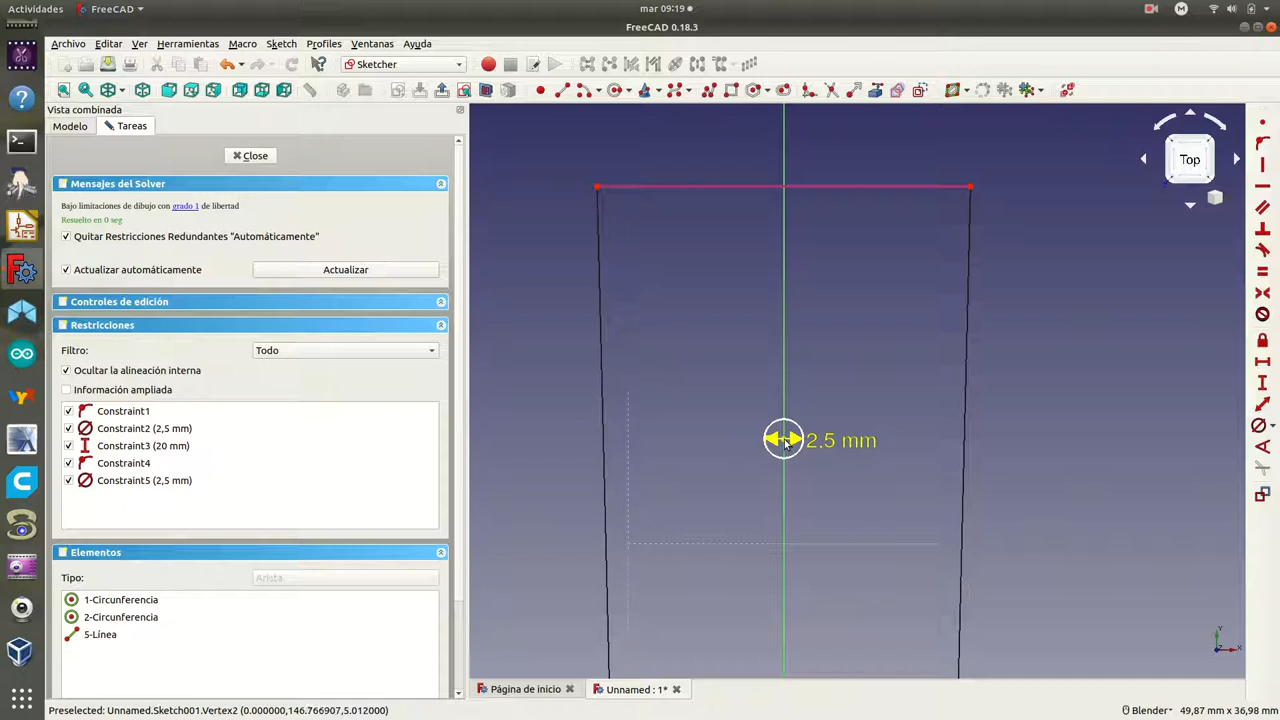 Actividades
FreeCAD
mar 09:19
FreeCAD 0.18.3
Archivo Editar Ver Herramientas Macro Sketch Profiles Ventanas Ayuda
Sketcher
Vista combinada
Modelo Tareas
Close
Mensajes del Solver
Bajo limitaciones de dibujo con grado 1 de libertad
Resuelto en 0 seg
Quitar Restricciones Redundantes "Automáticamente"
Actualizar automáticamente
Actualizar
Controles de edición
Restricciones
Filtro: Todo
Ocultar la alineación interna
Información ampliada
Constraint1
Constraint2 (2,5 mm)
Constraint3 (20 mm)
Constraint4
Constraint5 (2,5 mm)
Elementos
Tipo: Arista
1-Circunferencia
2-Circunferencia
5-Línea
Top
2.5 mm
Página de inicio
Unnamed : 1*
Preselected: Unnamed.Sketch001.Vertex2 (0.000000,146.766907,5.012000)
Blender
49,87 mm x 36,98 mm